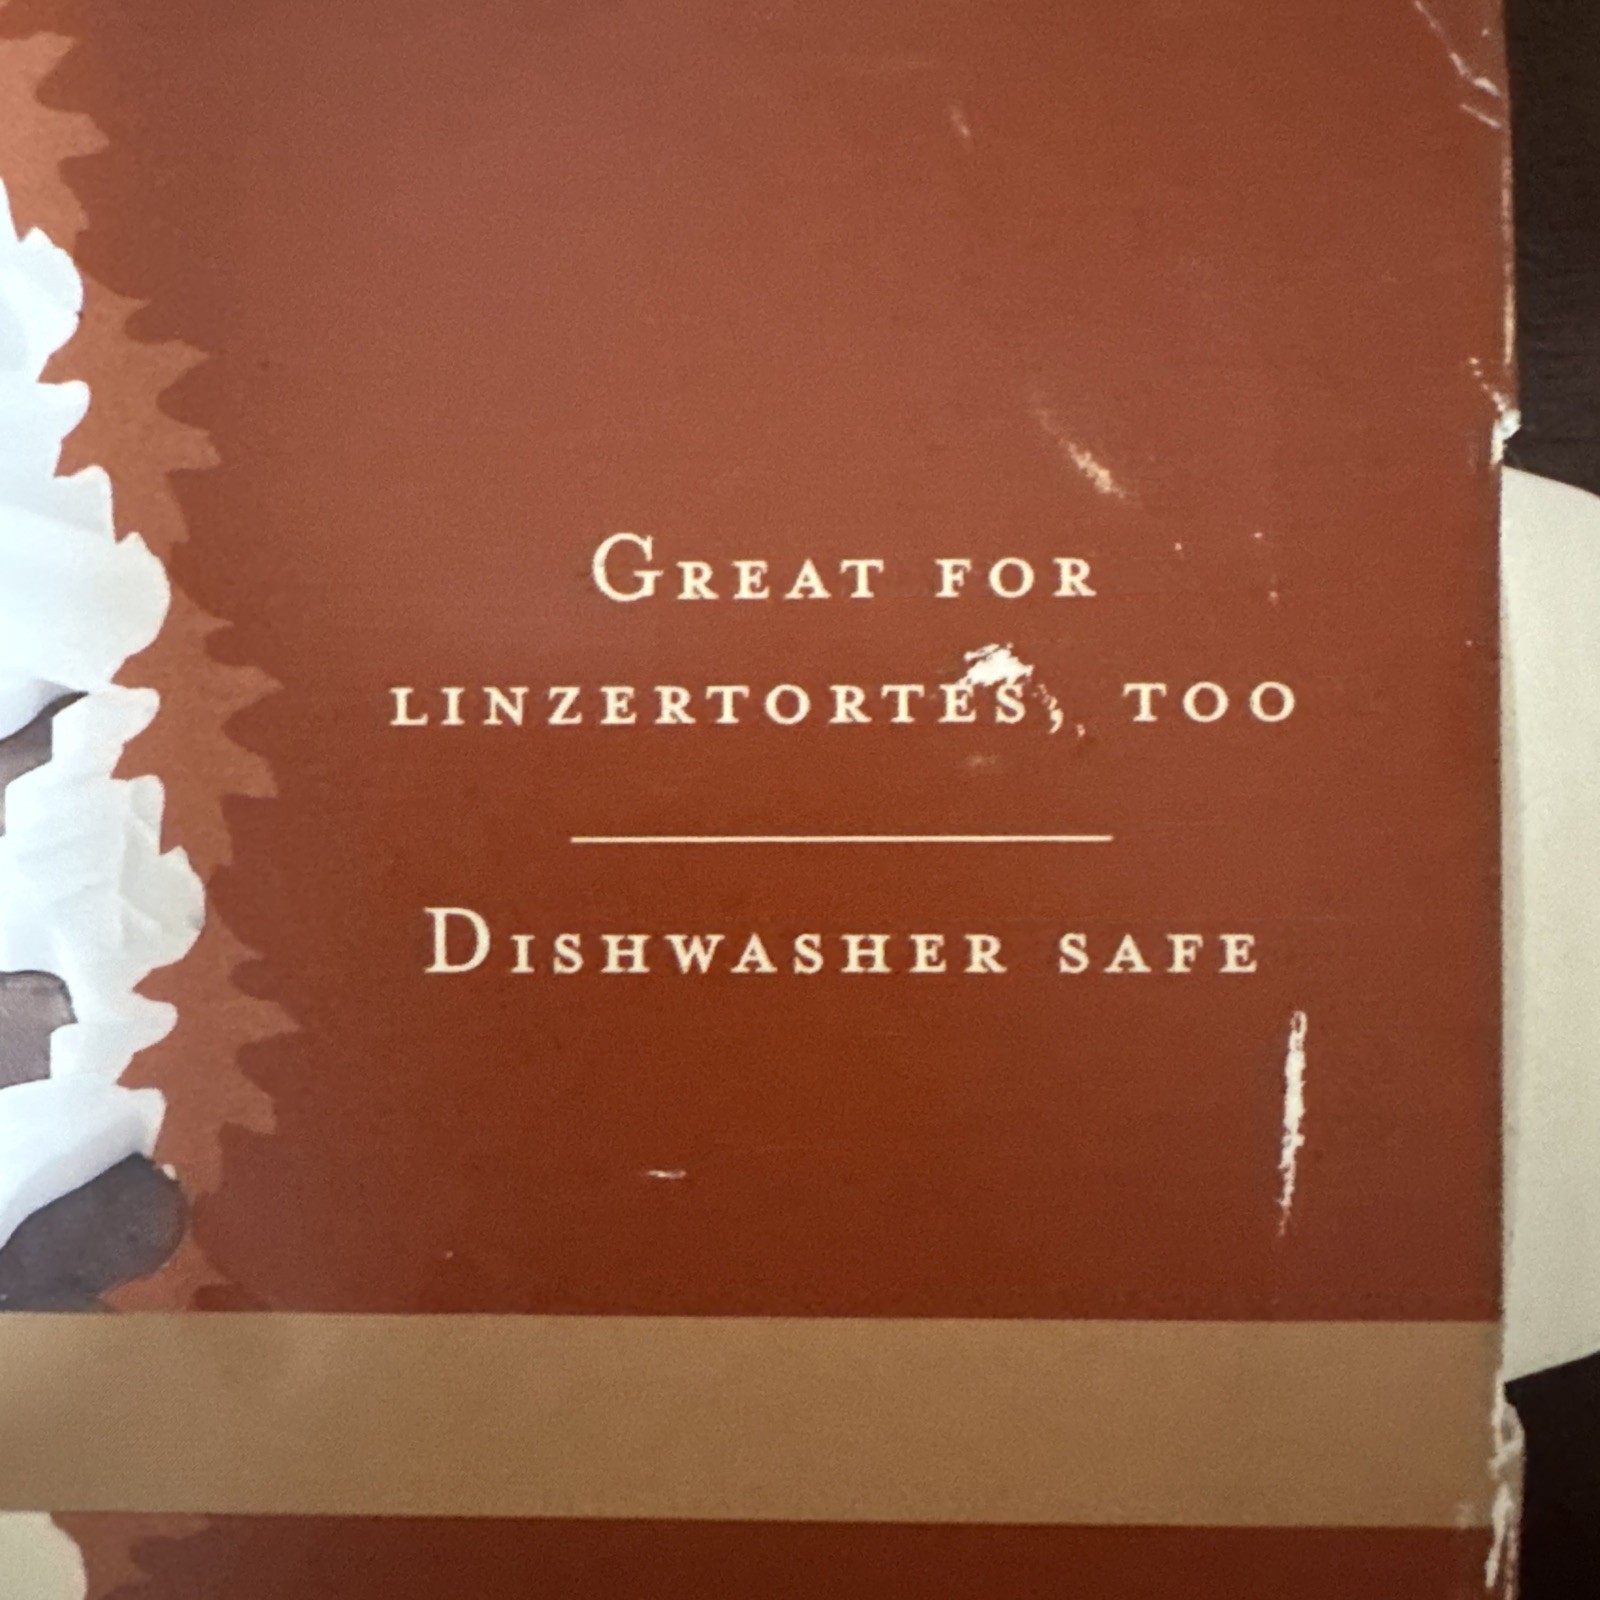 GREAT FOR
LINZERTORTES, TOO
DISHWASHER SAFE